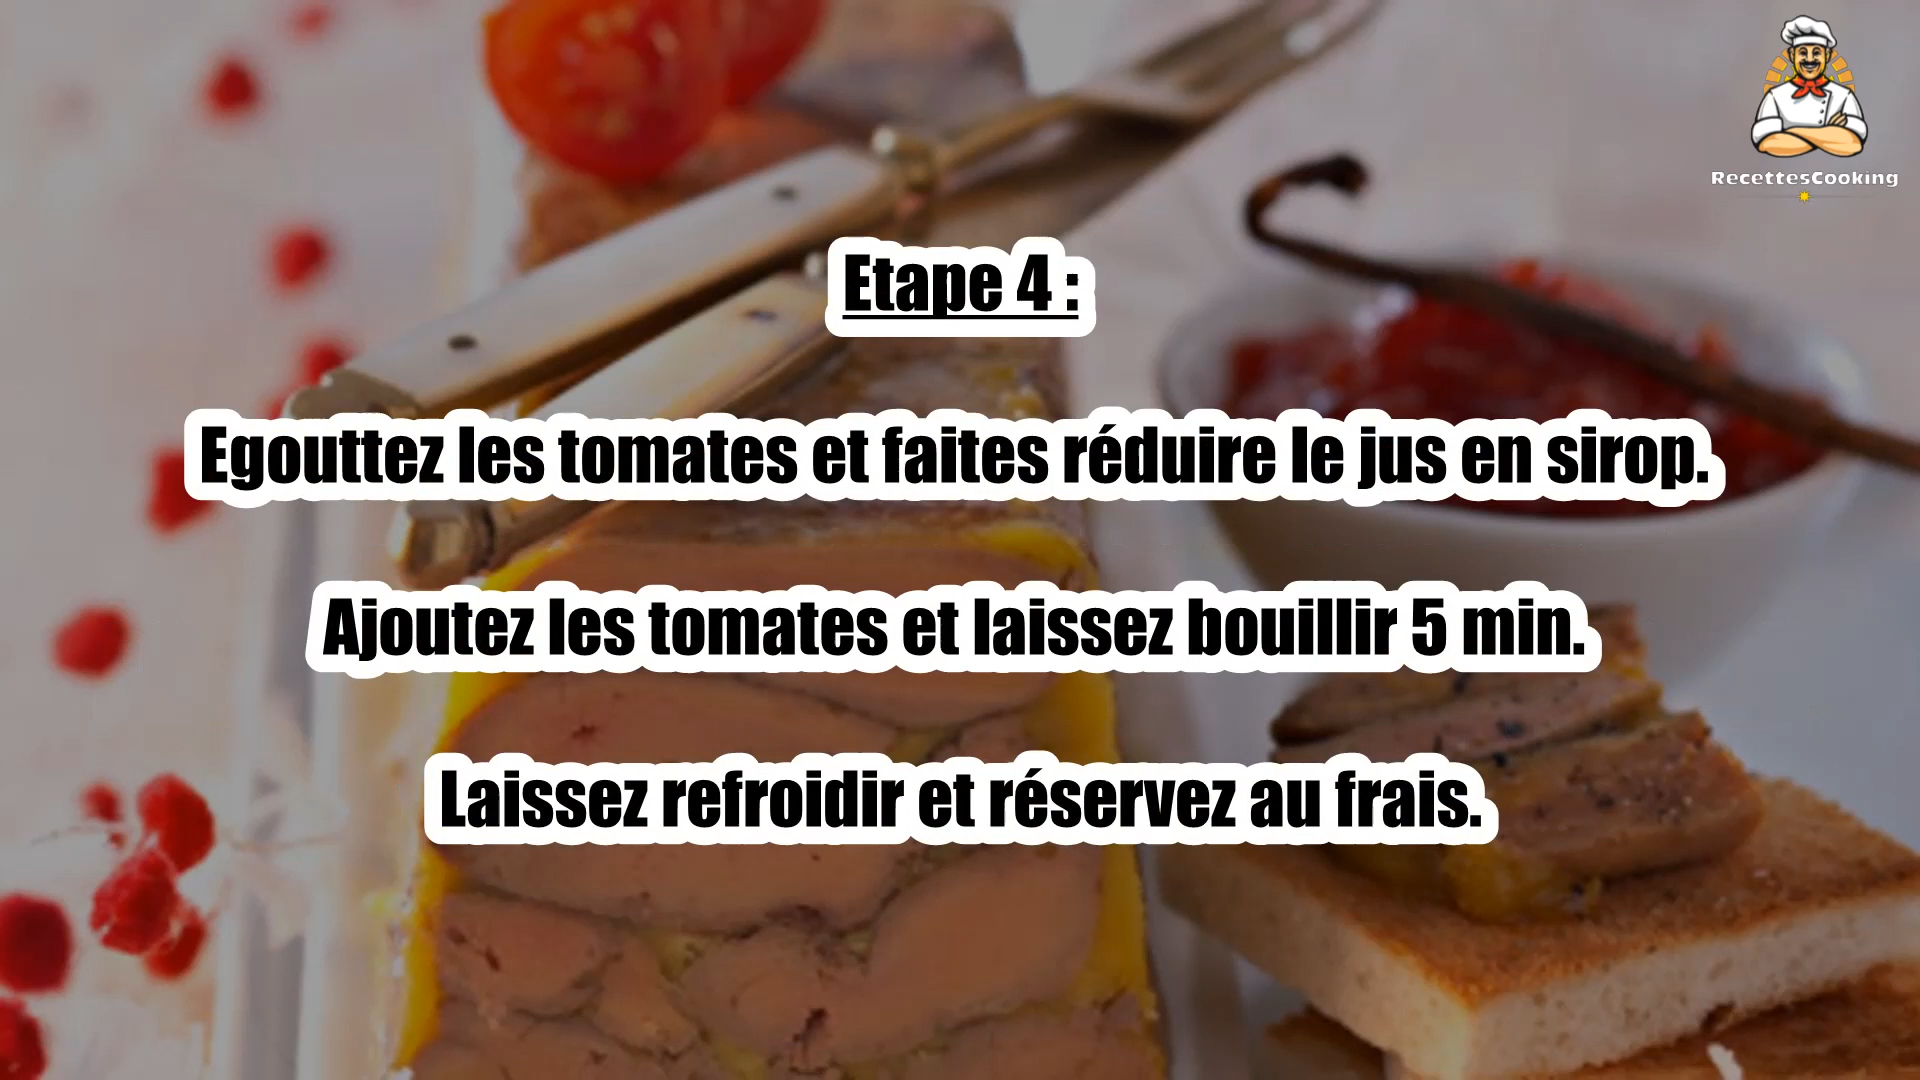 RecettesCooking
Etape 4 :
Egouttez les tomates et faites réduire le jus en sirop.
Ajoutez les tomates et laissez bouillir 5 min.
Laissez refroidir et réservez au frais.